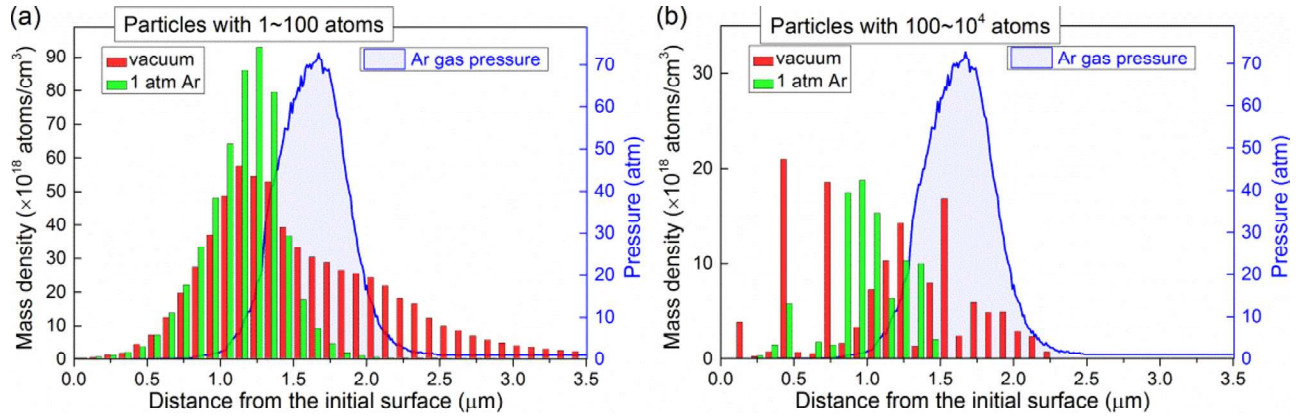 (a)
Particles with 1~100 atoms
vacuum
1 atm Ar
Ar gas pressure
Mass density (×10¹⁸ atoms/cm³)
90
80
70
60
50
40
30
20
10
0
Pressure (atm)
70
60
50
40
30
20
10
0
0.0 0.5 1.0 1.5 2.0 2.5 3.0 3.5
Distance from the initial surface (μm)
(b)
Particles with 100~10⁴ atoms
vacuum
1 atm Ar
Ar gas pressure
Mass density (×10¹⁸ atoms/cm³)
30
20
10
0
Pressure (atm)
70
60
50
40
30
20
10
0
0.0 0.5 1.0 1.5 2.0 2.5 3.0 3.5
Distance from the initial surface (μm)